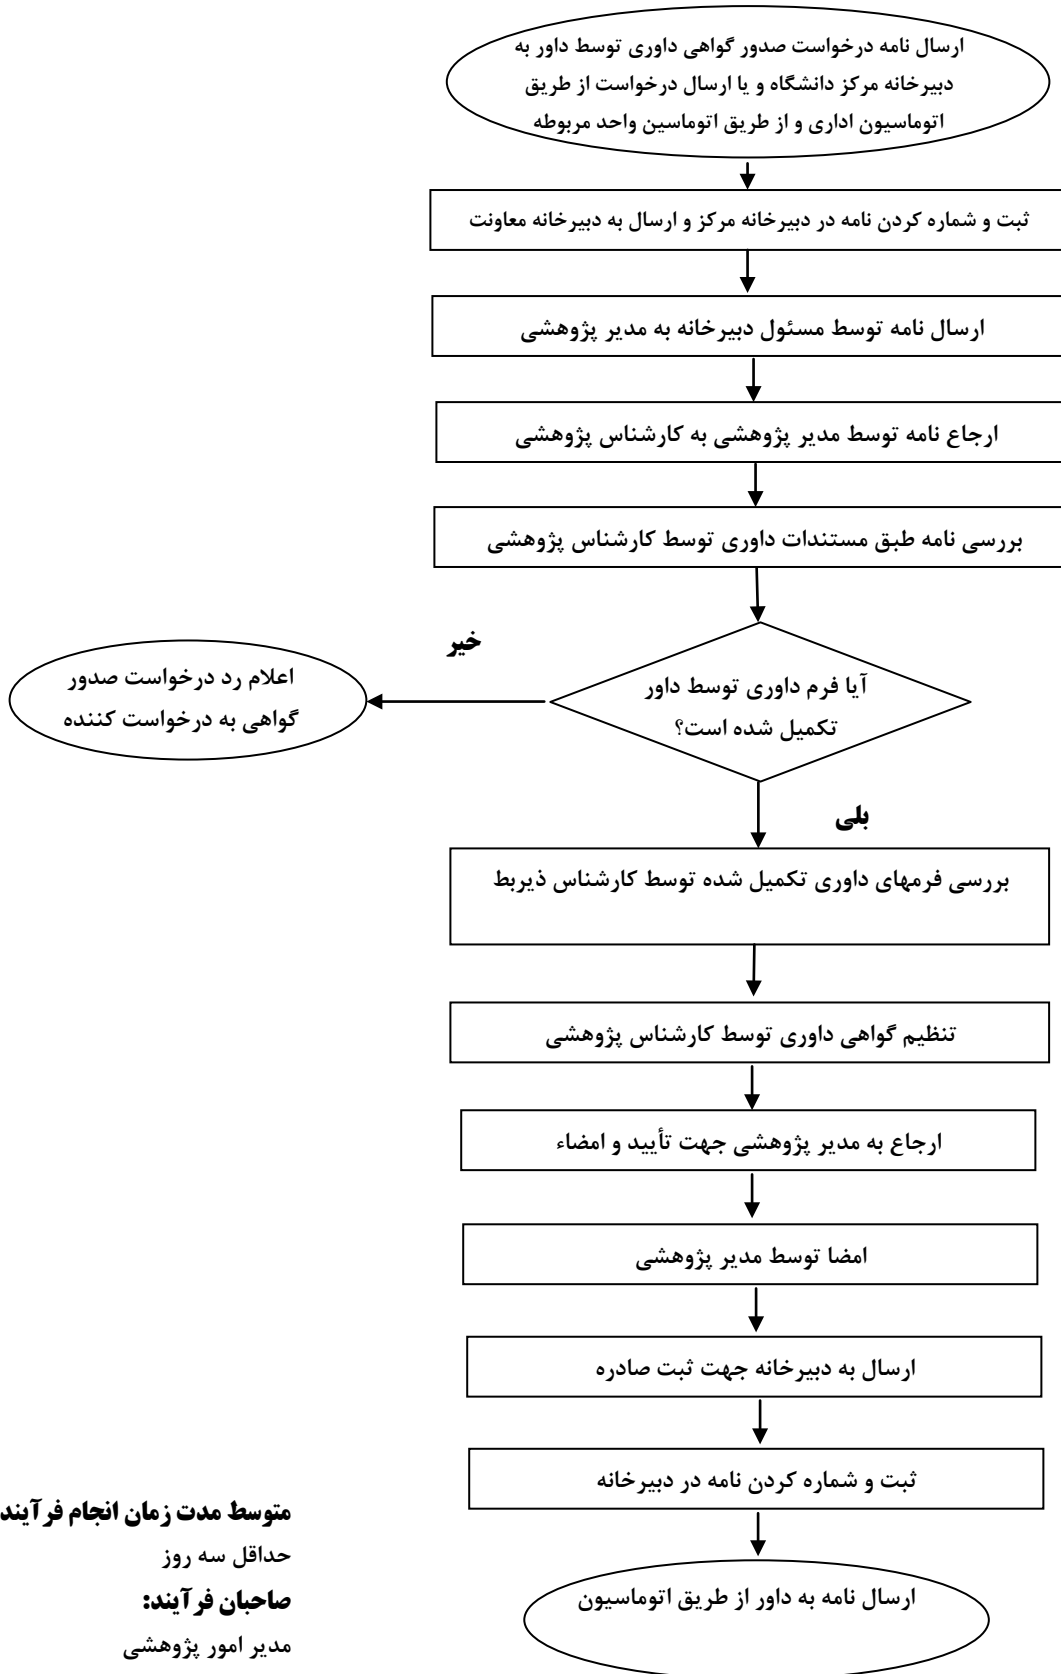 ارسال نامه درخواست صدور گواهی داوری توسط داور به
دبیرخانه مرکز دانشگاه و یا ارسال درخواست از طریق
اتوماسیون اداری و از طریق اتوماسین واحد مربوطه
ثبت و شماره کردن نامه در دبیرخانه مرکز و ارسال به دبیرخانه معاونت
ارسال نامه توسط مسئول دبیرخانه به مدیر پژوهشی
ارجاع نامه توسط مدیر پژوهشی به کارشناس پژوهشی
بررسی نامه طبق مستندات داوری توسط کارشناس پژوهشی
آیا فرم داوری توسط داور
تکمیل شده است؟
خیر
اعلام رد درخواست صدور
گواهی به درخواست کننده
بلی
بررسی فرمهای داوری تکمیل شده توسط کارشناس ذیربط
تنظیم گواهی داوری توسط کارشناس پژوهشی
ارجاع به مدیر پژوهشی جهت تأیید و امضاء
امضا توسط مدیر پژوهشی
ارسال به دبیرخانه جهت ثبت صادره
ثبت و شماره کردن نامه در دبیرخانه
ارسال نامه به داور از طریق اتوماسیون
متوسط مدت زمان انجام فرآیند
حداقل سه روز
صاحبان فرآیند:
مدیر امور پژوهشی